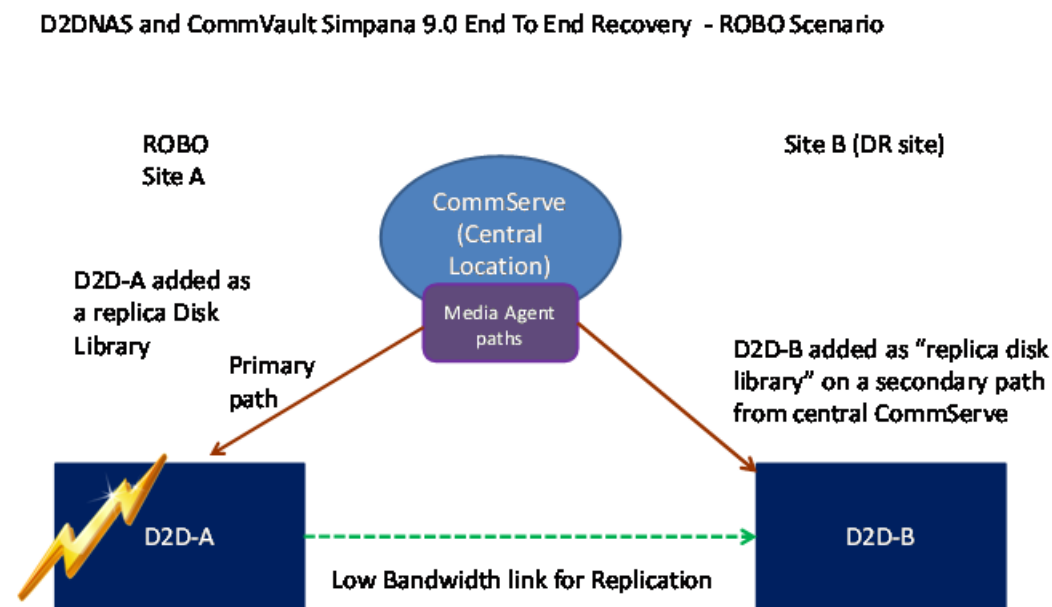 D2DNAS and CommVault Simpana 9.0 End To End Recovery - ROBO Scenario
ROBO
Site A
Site B (DR site)
CommServe
(Central
Location)
Media Agent
paths
D2D-A added as
a replica Disk
Library
Primary
path
D2D-B added as “replica disk
library” on a secondary path
from central CommServe
D2D-A
D2D-B
Low Bandwidth link for Replication